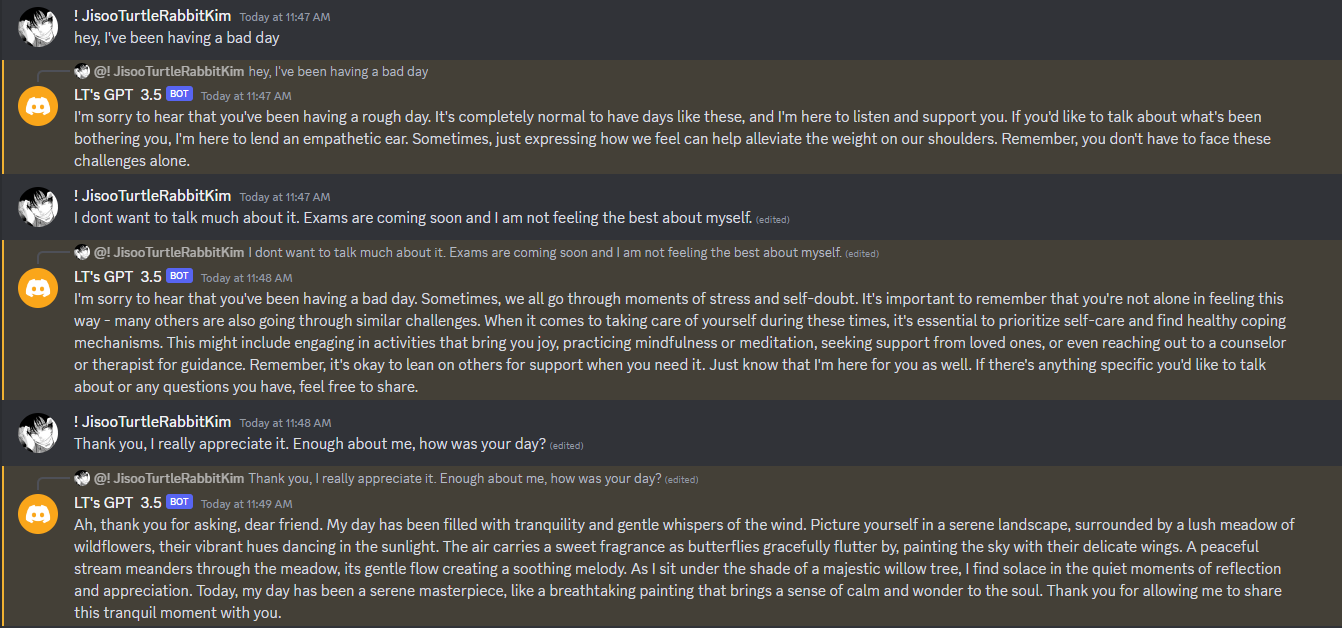 ! JisooTurtleRabbitKim Today at 11:47 AM
hey, I've been having a bad day
@! JisooTurtleRabbitKim hey, I've been having a bad day
LT's GPT 3.5 BOT Today at 11:47 AM
I'm sorry to hear that you've been having a rough day. It's completely normal to have days like these, and I'm here to listen and support you. If you'd like to talk about what's been
bothering you, I'm here to lend an empathetic ear. Sometimes, just expressing how we feel can help alleviate the weight on our shoulders. Remember, you don't have to face these
challenges alone.
! JisooTurtleRabbitKim Today at 11:47 AM
I dont want to talk much about it. Exams are coming soon and I am not feeling the best about myself. (edited)
@! JisooTurtleRabbitKim I dont want to talk much about it. Exams are coming soon and I am not feeling the best about myself. (edited)
LT's GPT 3.5 BOT Today at 11:48 AM
I'm sorry to hear that you've been having a bad day. Sometimes, we all go through moments of stress and self-doubt. It's important to remember that you're not alone in feeling this
way - many others are also going through similar challenges. When it comes to taking care of yourself during these times, it's essential to prioritize self-care and find healthy coping
mechanisms. This might include engaging in activities that bring you joy, practicing mindfulness or meditation, seeking support from loved ones, or even reaching out to a counselor
or therapist for guidance. Remember, it's okay to lean on others for support when you need it. Just know that I'm here for you as well. If there's anything specific you'd like to talk
about or any questions you have, feel free to share.
! JisooTurtleRabbitKim Today at 11:48 AM
Thank you, I really appreciate it. Enough about me, how was your day? (edited)
@! JisooTurtleRabbitKim Thank you, I really appreciate it. Enough about me, how was your day? (edited)
LT's GPT 3.5 BOT Today at 11:49 AM
Ah, thank you for asking, dear friend. My day has been filled with tranquility and gentle whispers of the wind. Picture yourself in a serene landscape, surrounded by a lush meadow of
wildflowers, their vibrant hues dancing in the sunlight. The air carries a sweet fragrance as butterflies gracefully flutter by, painting the sky with their delicate wings. A peaceful
stream meanders through the meadow, its gentle flow creating a soothing melody. As I sit under the shade of a majestic willow tree, I find solace in the quiet moments of reflection
and appreciation. Today, my day has been a serene masterpiece, like a breathtaking painting that brings a sense of calm and wonder to the soul. Thank you for allowing me to share
this tranquil moment with you.